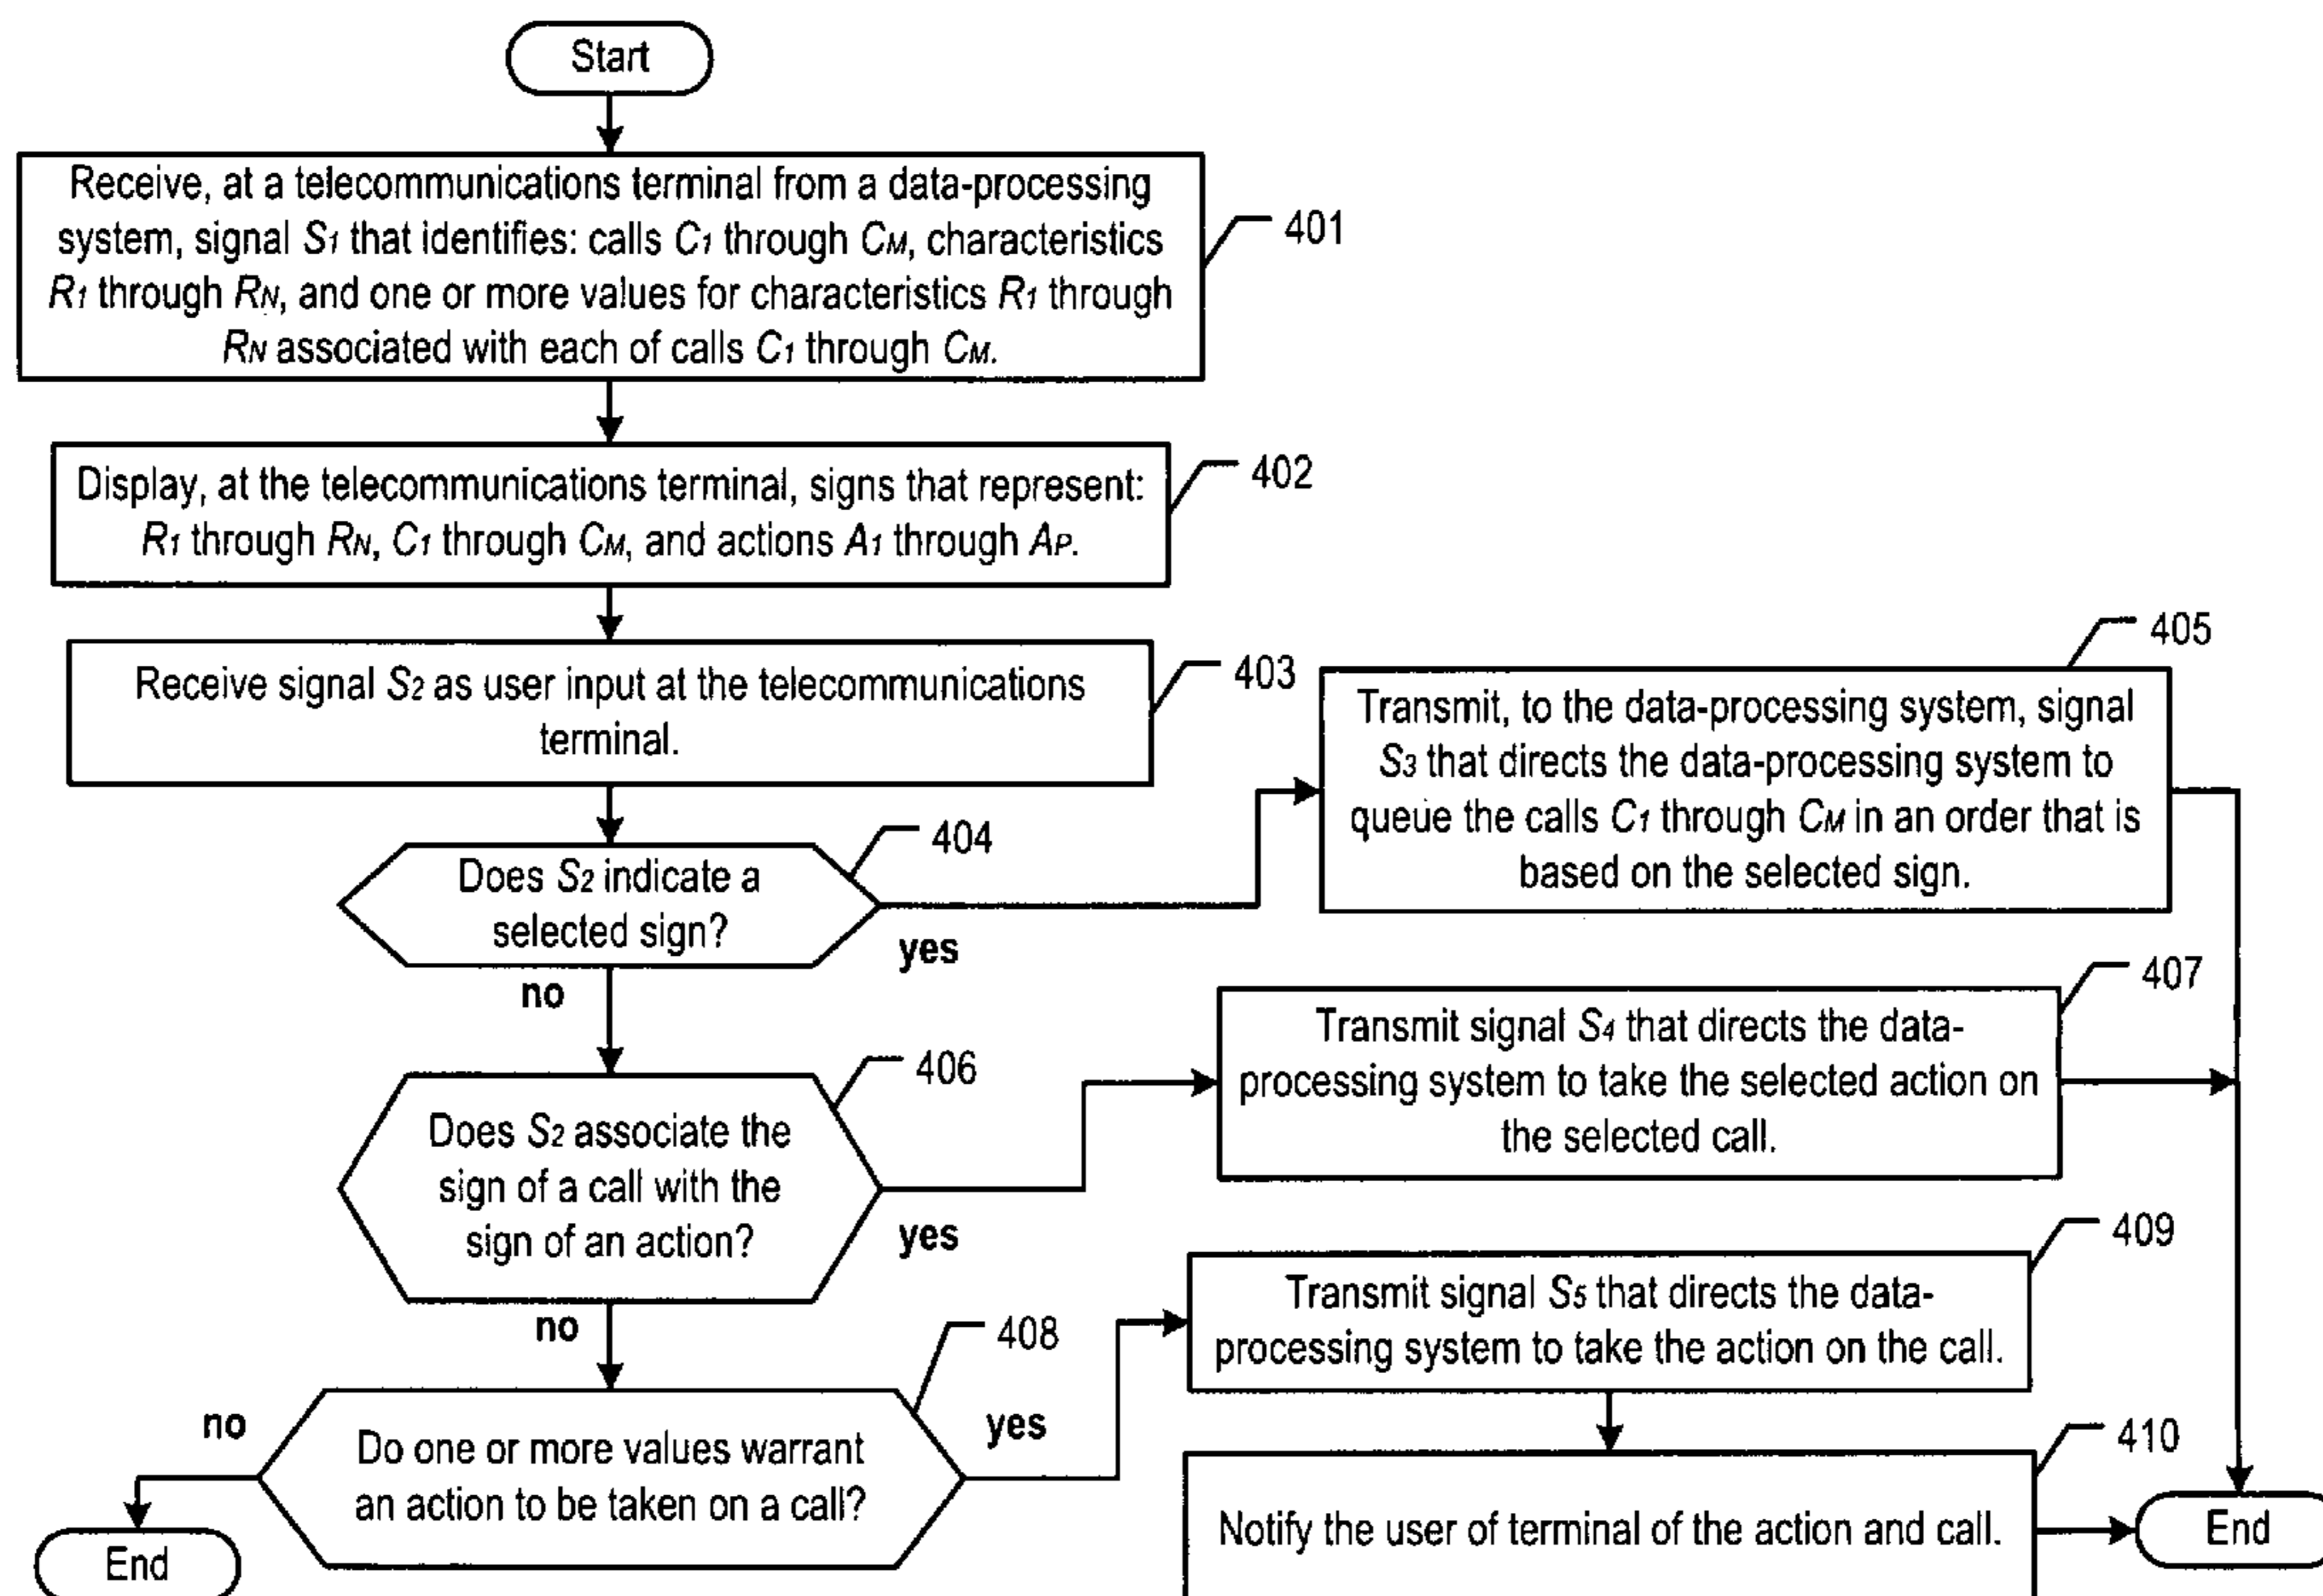 Start
Receive, at a telecommunications terminal from a data-processing
system, signal S1 that identifies: calls C1 through CM, characteristics
R1 through RN, and one or more values for characteristics R1 through
RN associated with each of calls C1 through CM.
401
Display, at the telecommunications terminal, signs that represent:
R1 through RN, C1 through CM, and actions A1 through AP.
402
Receive signal S2 as user input at the telecommunications
terminal.
403
Does S2 indicate a
selected sign?
404
yes
no
Transmit, to the data-processing system, signal
S3 that directs the data-processing system to
queue the calls C1 through CM in an order that is
based on the selected sign.
405
Does S2 associate the
sign of a call with the
sign of an action?
406
yes
no
Transmit signal S4 that directs the data-
processing system to take the selected action on
the selected call.
407
Do one or more values warrant
an action to be taken on a call?
408
no
yes
Transmit signal S5 that directs the data-
processing system to take the action on the call.
409
Notify the user of terminal of the action and call.
410
End
End